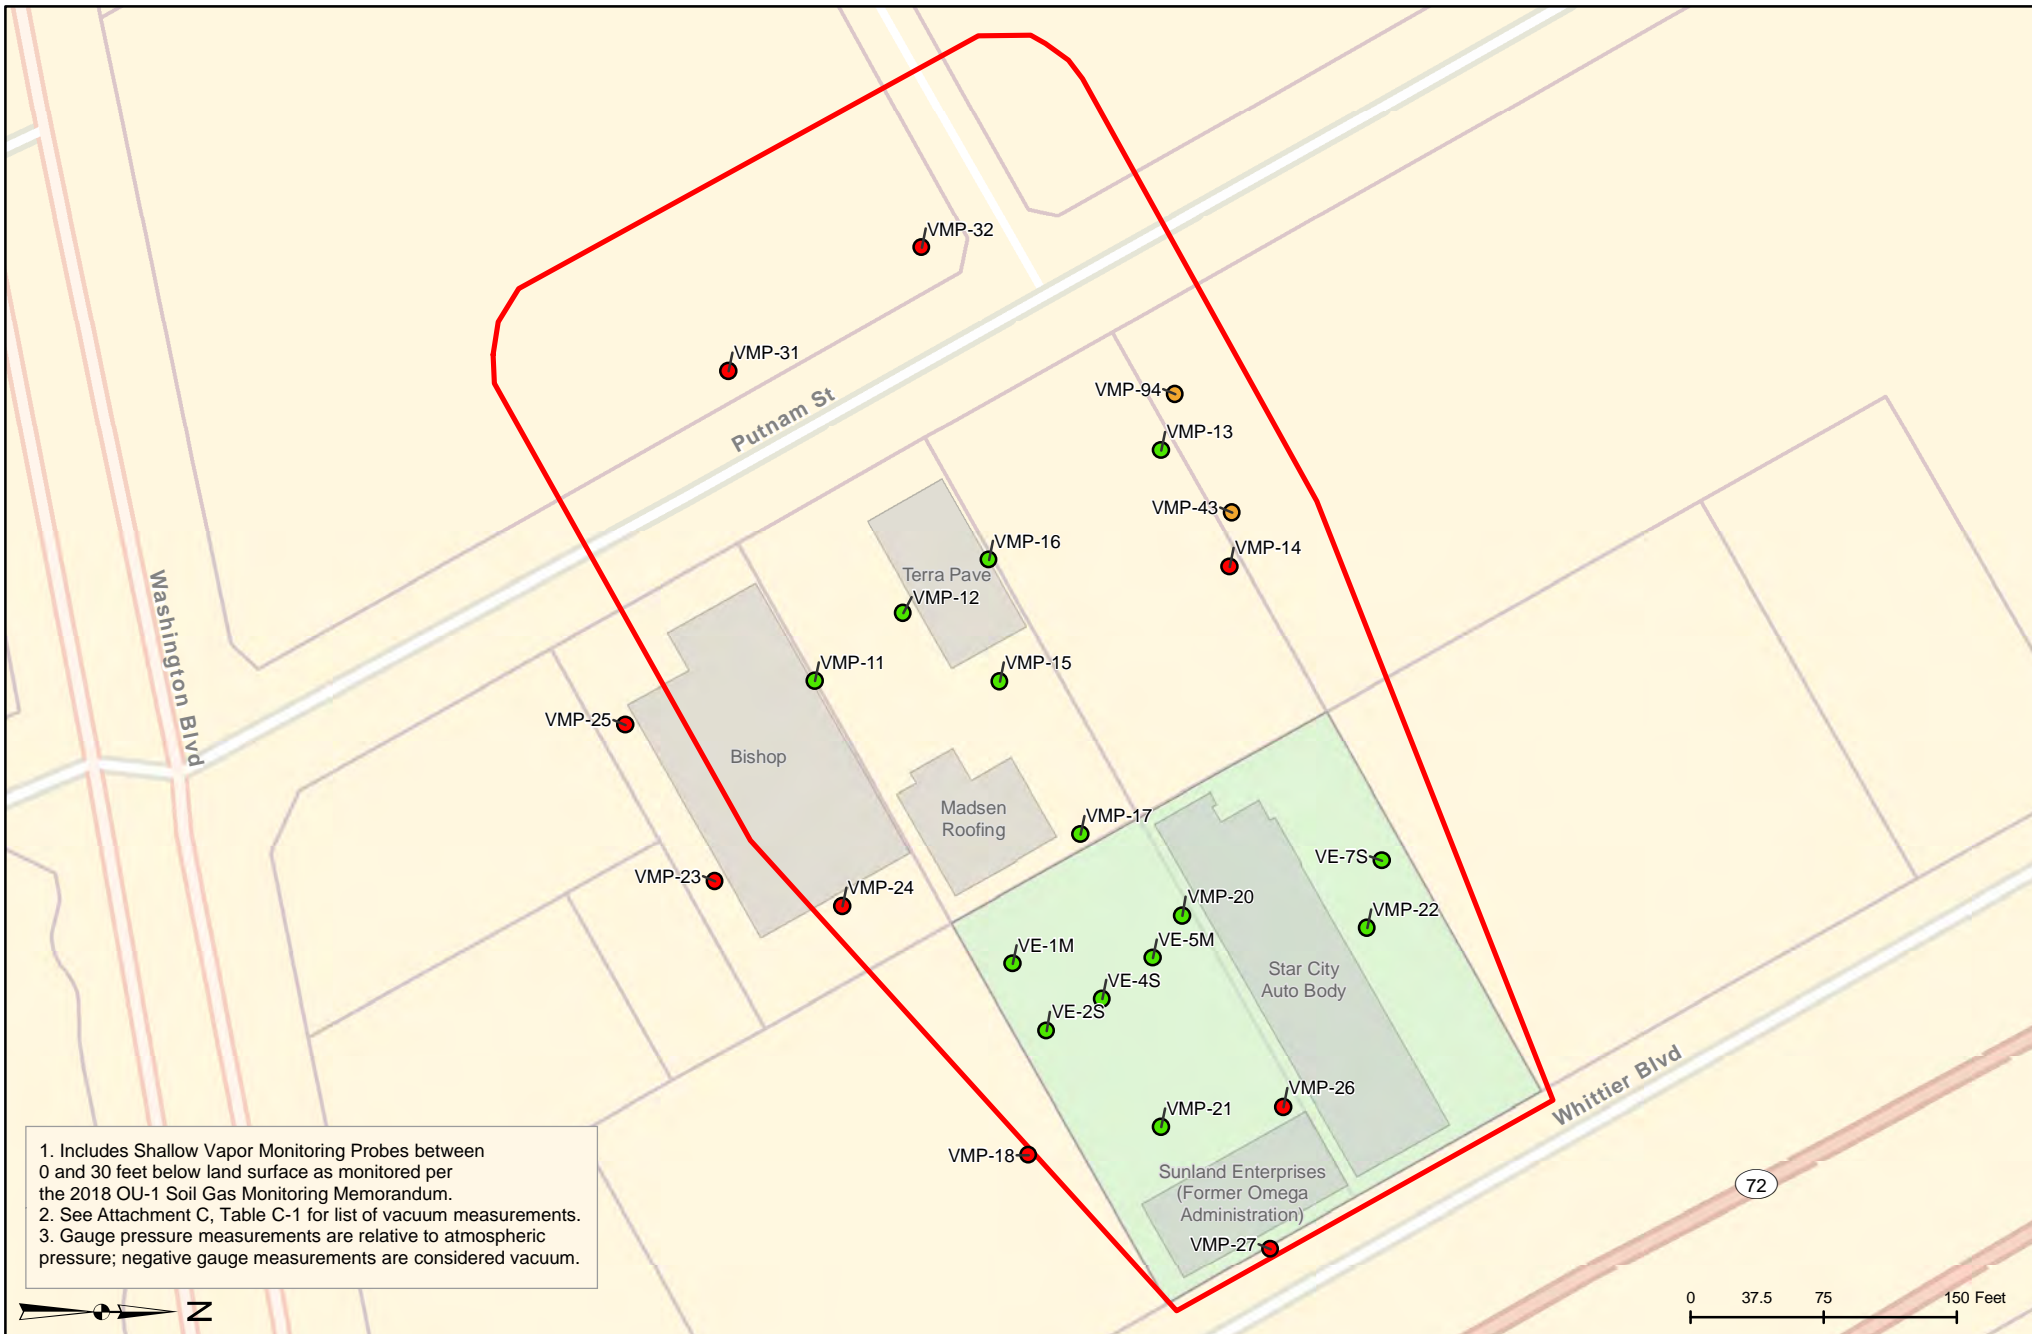 VMP-32
VMP-31
Putnam St
VMP-94
VMP-13
VMP-43
VMP-14
VMP-16
Terra Pave
VMP-12
VMP-11
VMP-15
Washington Blvd
VMP-25
Bishop
Madsen
Roofing
VMP-17
VE-7S
VMP-23
VMP-24
VMP-20
VMP-22
VE-1M
VE-5M
VE-4S
VE-2S
Star City
Auto Body
VMP-26
VMP-21
Whittier Blvd
VMP-18
Sunland Enterprises
(Former Omega
Administration)
72
VMP-27
1. Includes Shallow Vapor Monitoring Probes between
0 and 30 feet below land surface as monitored per
the 2018 OU-1 Soil Gas Monitoring Memorandum.
2. See Attachment C, Table C-1 for list of vacuum measurements.
3. Gauge pressure measurements are relative to atmospheric
pressure; negative gauge measurements are considered vacuum.
N
0 37.5 75 150 Feet